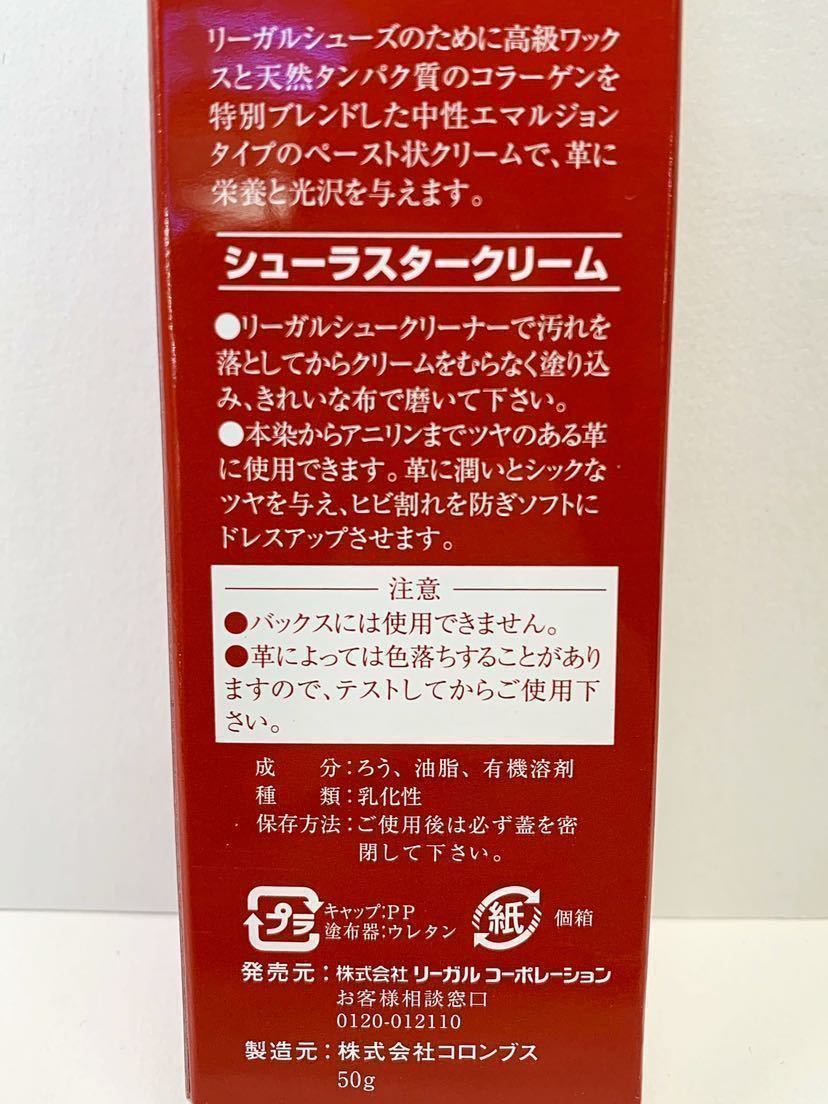 リーガルシューズのために高級ワック
スと天然タンパク質のコラーゲンを
特別ブレンドした中性エマルジョン
タイプのペースト状クリームで、革に
栄養と光沢を与えます。
シューラスタークリーム
●リーガルシュークリーナーで汚れを
落としてからクリームをむらなく塗り込
み、きれいな布で磨いて下さい。
●本染からアニリンまでツヤのある革
に使用できます。革に潤いとシックな
ツヤを与え、ヒビ割れを防ぎソフトに
ドレスアップさせます。
注意
●バックスには使用できません。
●革によっては色落ちすることがあり
ますので、テストしてからご使用下
さい。
成　分：ろう、油脂、有機溶剤
種　類：乳化性
保存方法：ご使用後は必ず蓋を密
閉して下さい。
プラ キャップ：PP
塗布器：ウレタン
紙 個箱
発売元：株式会社 リーガル コーポレーション
お客様相談窓口
0120-012110
製造元：株式会社コロンブス
50g